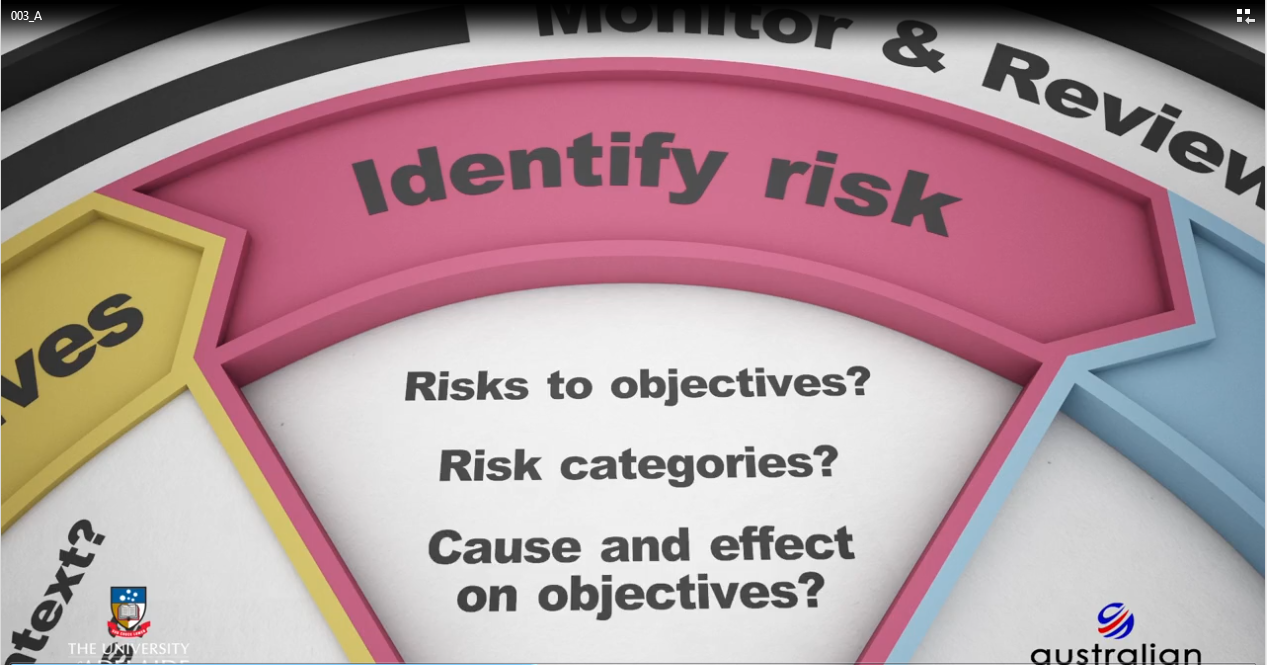 003_A
Monitor & Review
Identify risk
Risks to objectives?
Risk categories?
Cause and effect
on objectives?
ves
ntext?
THE UNIVERSITY
australian